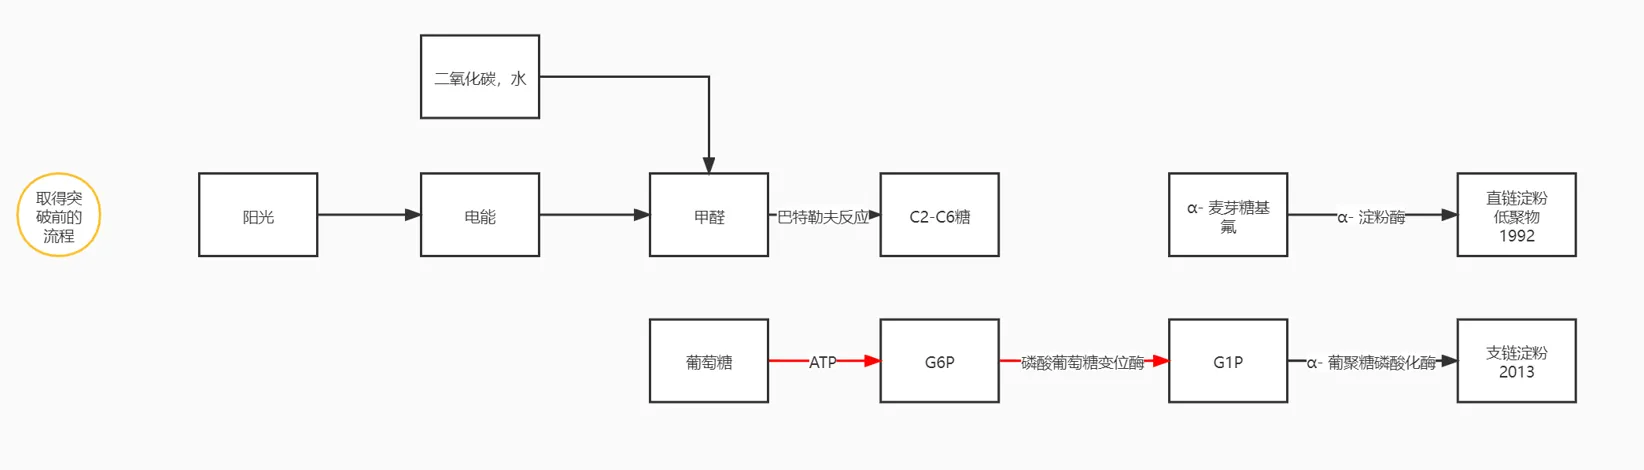 二氧化碳，水
取得突
破前的
流程
阳光
电能
甲醛
巴特勒夫反应
C2-C6糖
α- 麦芽糖基
氟
α- 淀粉酶
直链淀粉
低聚物
1992
葡萄糖
ATP
G6P
磷酸葡萄糖变位酶
G1P
α- 葡聚糖磷酸化酶
支链淀粉
2013